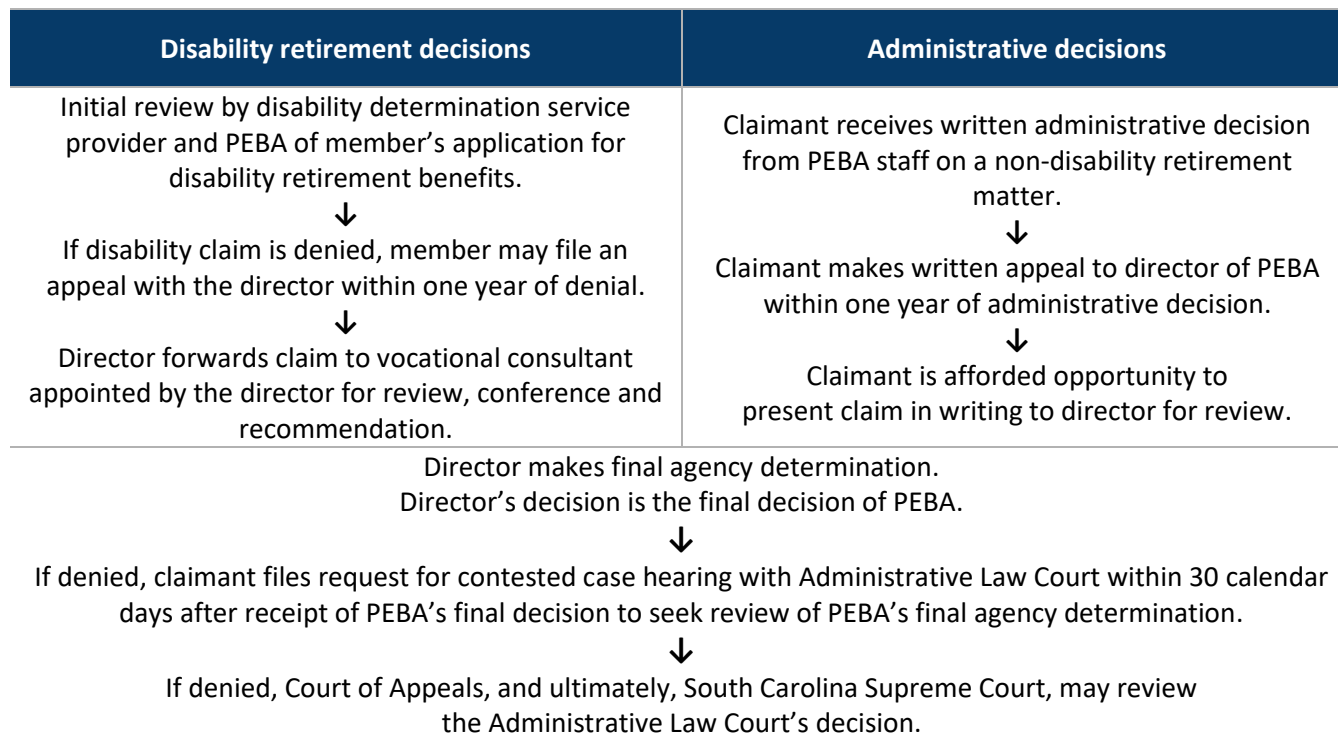 Disability retirement decisions
Administrative decisions
Initial review by disability determination service
provider and PEBA of member’s application for
disability retirement benefits.
↓
If disability claim is denied, member may file an
appeal with the director within one year of denial.
↓
Director forwards claim to vocational consultant
appointed by the director for review, conference and
recommendation.
Claimant receives written administrative decision
from PEBA staff on a non-disability retirement
matter.
↓
Claimant makes written appeal to director of PEBA
within one year of administrative decision.
↓
Claimant is afforded opportunity to
present claim in writing to director for review.
Director makes final agency determination.
Director’s decision is the final decision of PEBA.
↓
If denied, claimant files request for contested case hearing with Administrative Law Court within 30 calendar
days after receipt of PEBA’s final decision to seek review of PEBA’s final agency determination.
↓
If denied, Court of Appeals, and ultimately, South Carolina Supreme Court, may review
the Administrative Law Court’s decision.